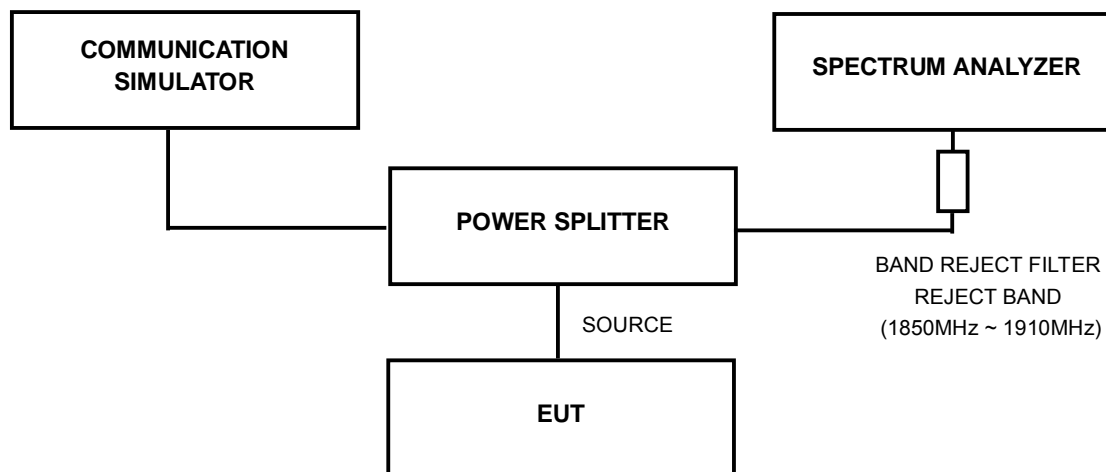 COMMUNICATION
SIMULATOR
SPECTRUM ANALYZER
POWER SPLITTER
BAND REJECT FILTER
REJECT BAND
(1850MHz ~ 1910MHz)
SOURCE
EUT